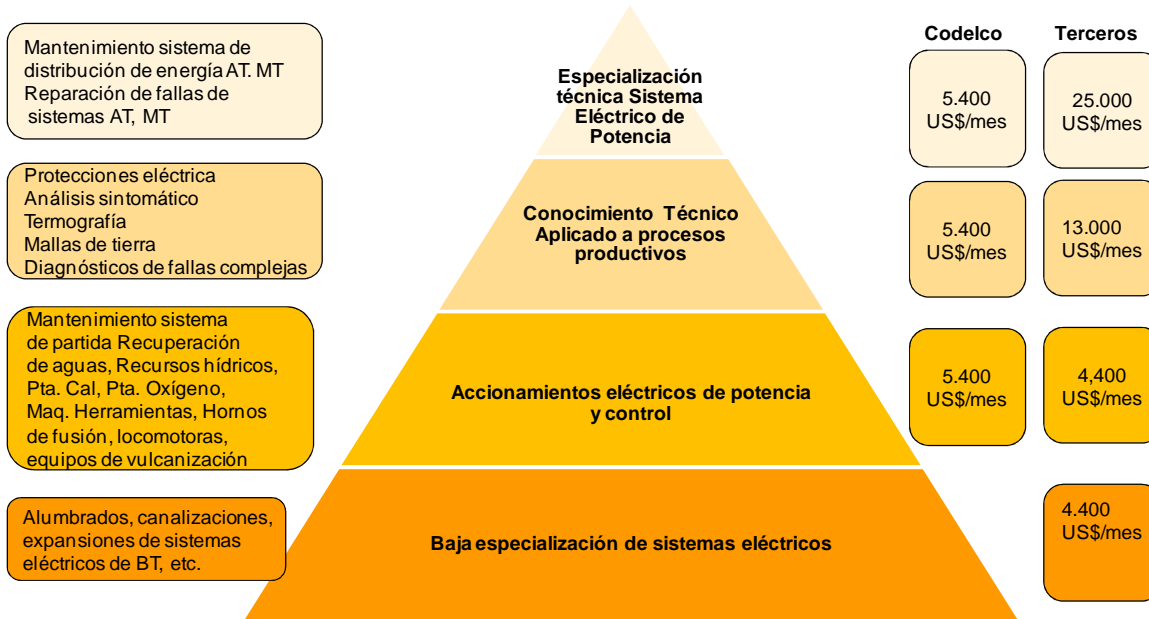 Codelco
Terceros
Mantenimiento sistema de
distribución de energía AT. MT
Reparación de fallas de
sistemas AT, MT
Especialización
técnica Sistema
Eléctrico de
Potencia
5.400
US$/mes
25.000
US$/mes
Protecciones eléctrica
Análisis sintomático
Termografía
Mallas de tierra
Diagnósticos de fallas complejas
Conocimiento Técnico
Aplicado a procesos
productivos
5.400
US$/mes
13.000
US$/mes
Mantenimiento sistema
de partida Recuperación
de aguas, Recursos hídricos,
Pta. Cal, Pta. Oxígeno,
Maq. Herramientas, Hornos
de fusión, locomotoras,
equipos de vulcanización
Accionamientos eléctricos de potencia
y control
5.400
US$/mes
4,400
US$/mes
Alumbrados, canalizaciones,
expansiones de sistemas
eléctricos de BT, etc.
Baja especialización de sistemas eléctricos
4.400
US$/mes